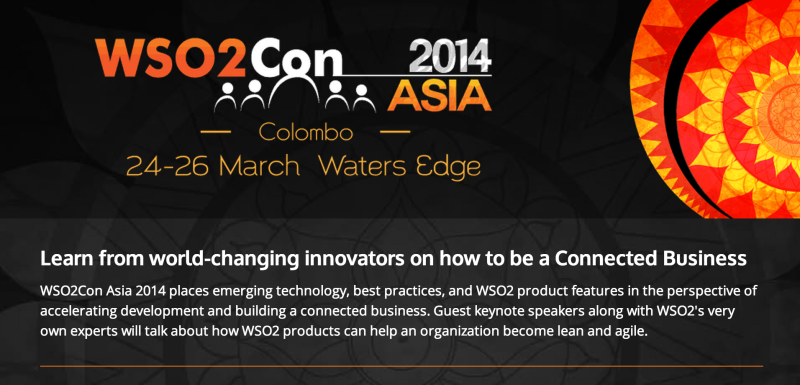 WSO2Con 2014
ASIA
Colombo
24-26 March Waters Edge
Learn from world-changing innovators on how to be a Connected Business
WSO2Con Asia 2014 places emerging technology, best practices, and WSO2 product features in the perspective of
accelerating development and building a connected business. Guest keynote speakers along with WSO2's very
own experts will talk about how WSO2 products can help an organization become lean and agile.